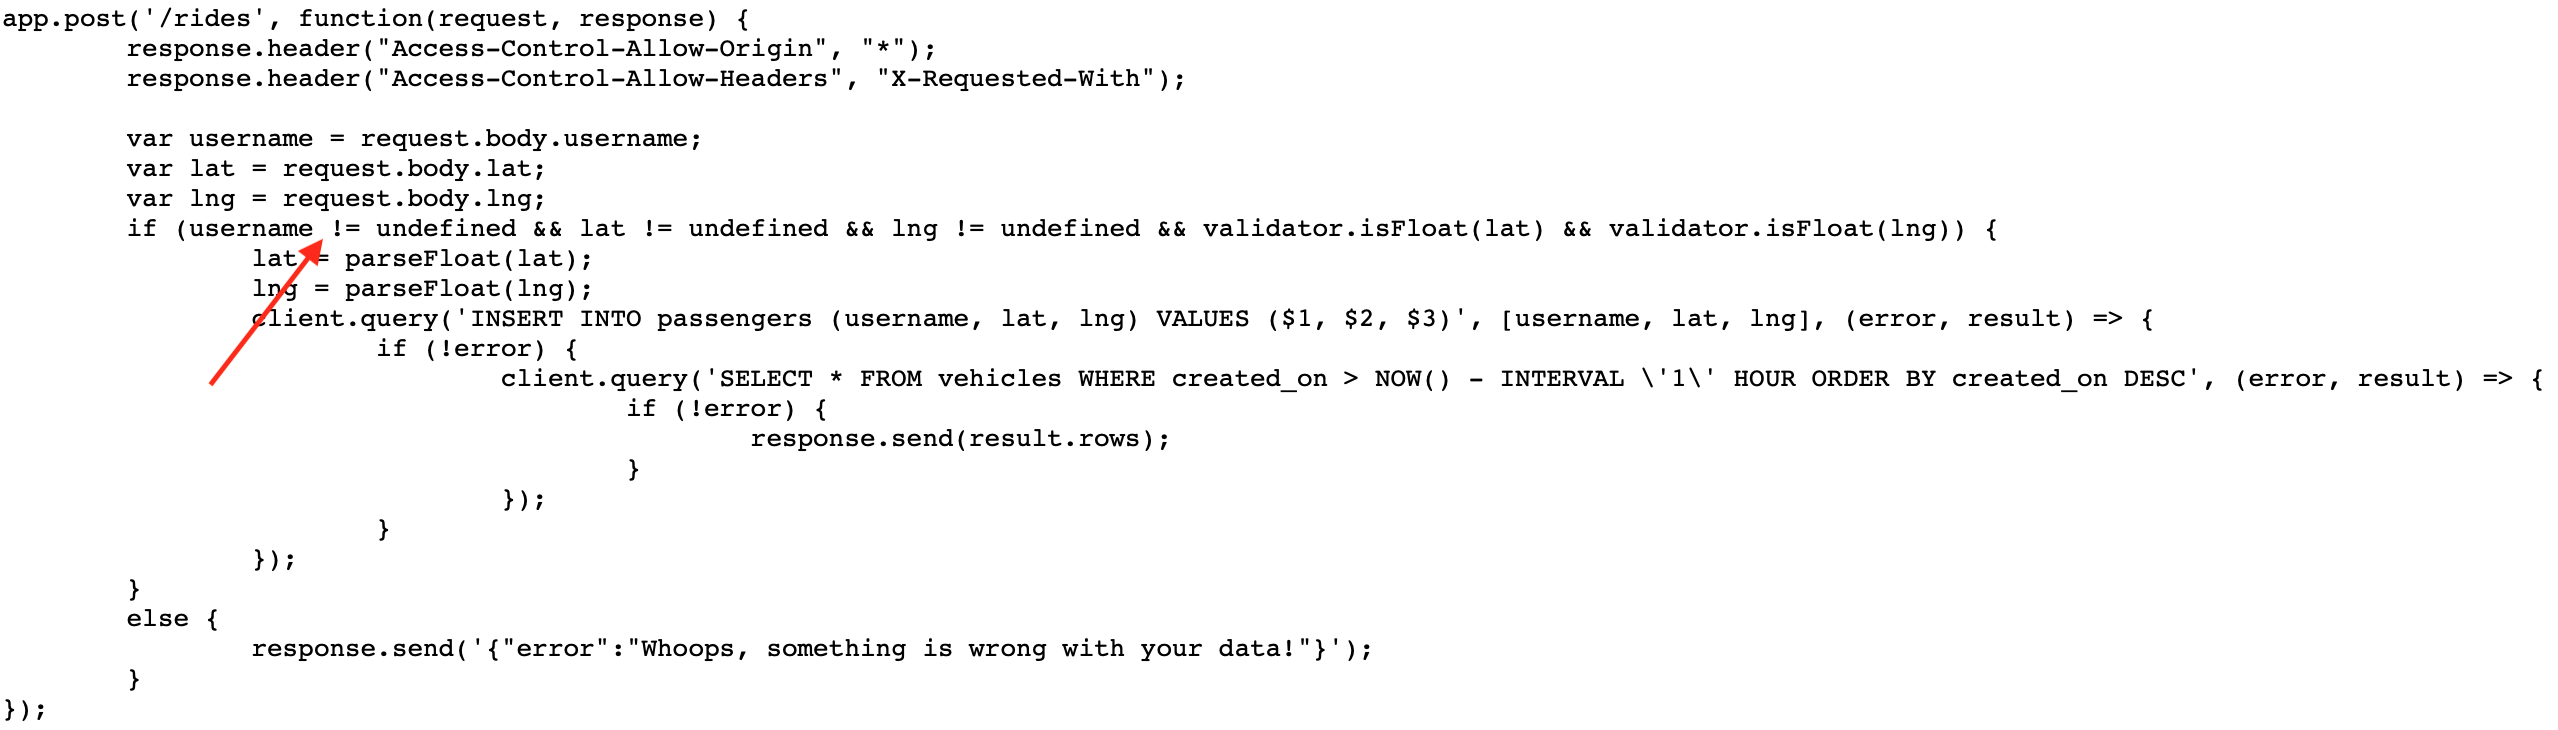 app.post('/rides', function(request, response) {
response.header("Access-Control-Allow-Origin", "*");
response.header("Access-Control-Allow-Headers", "X-Requested-With");
var username = request.body.username;
var lat = request.body.lat;
var lng = request.body.lng;
if (username != undefined && lat != undefined && lng != undefined && validator.isFloat(lat) && validator.isFloat(lng)) {
lat = parseFloat(lat);
lng = parseFloat(lng);
client.query('INSERT INTO passengers (username, lat, lng) VALUES ($1, $2, $3)', [username, lat, lng], (error, result) => {
if (!error) {
client.query('SELECT * FROM vehicles WHERE created_on > NOW() - INTERVAL \'1\' HOUR ORDER BY created_on DESC', (error, result) => {
if (!error) {
response.send(result.rows);
}
});
}
});
}
else {
response.send('{"error":"Whoops, something is wrong with your data!"}');
}
});